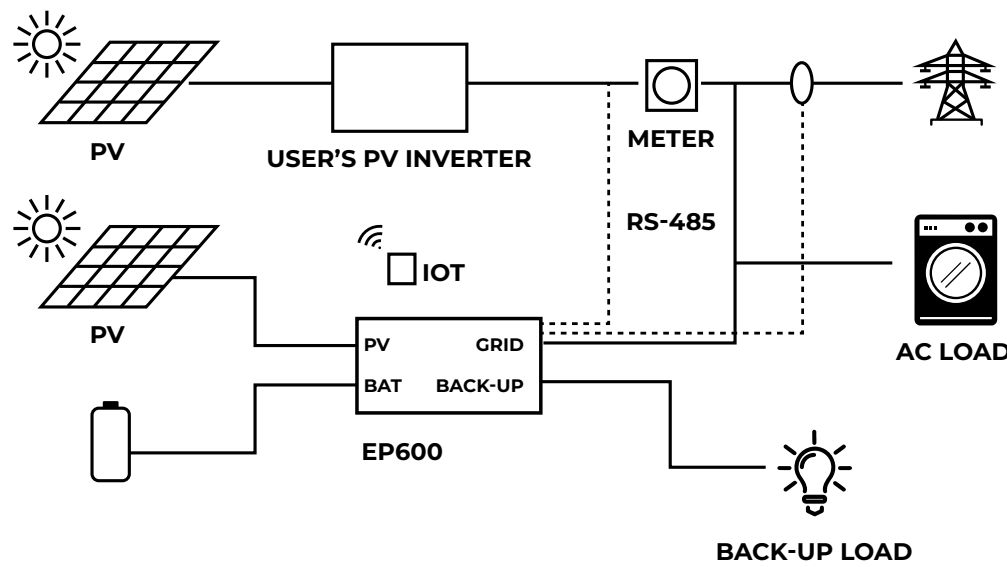 PV
USER’S PV INVERTER
METER
RS-485
IOT
PV
PV
GRID
BAT
BACK-UP
EP600
AC LOAD
BACK-UP LOAD